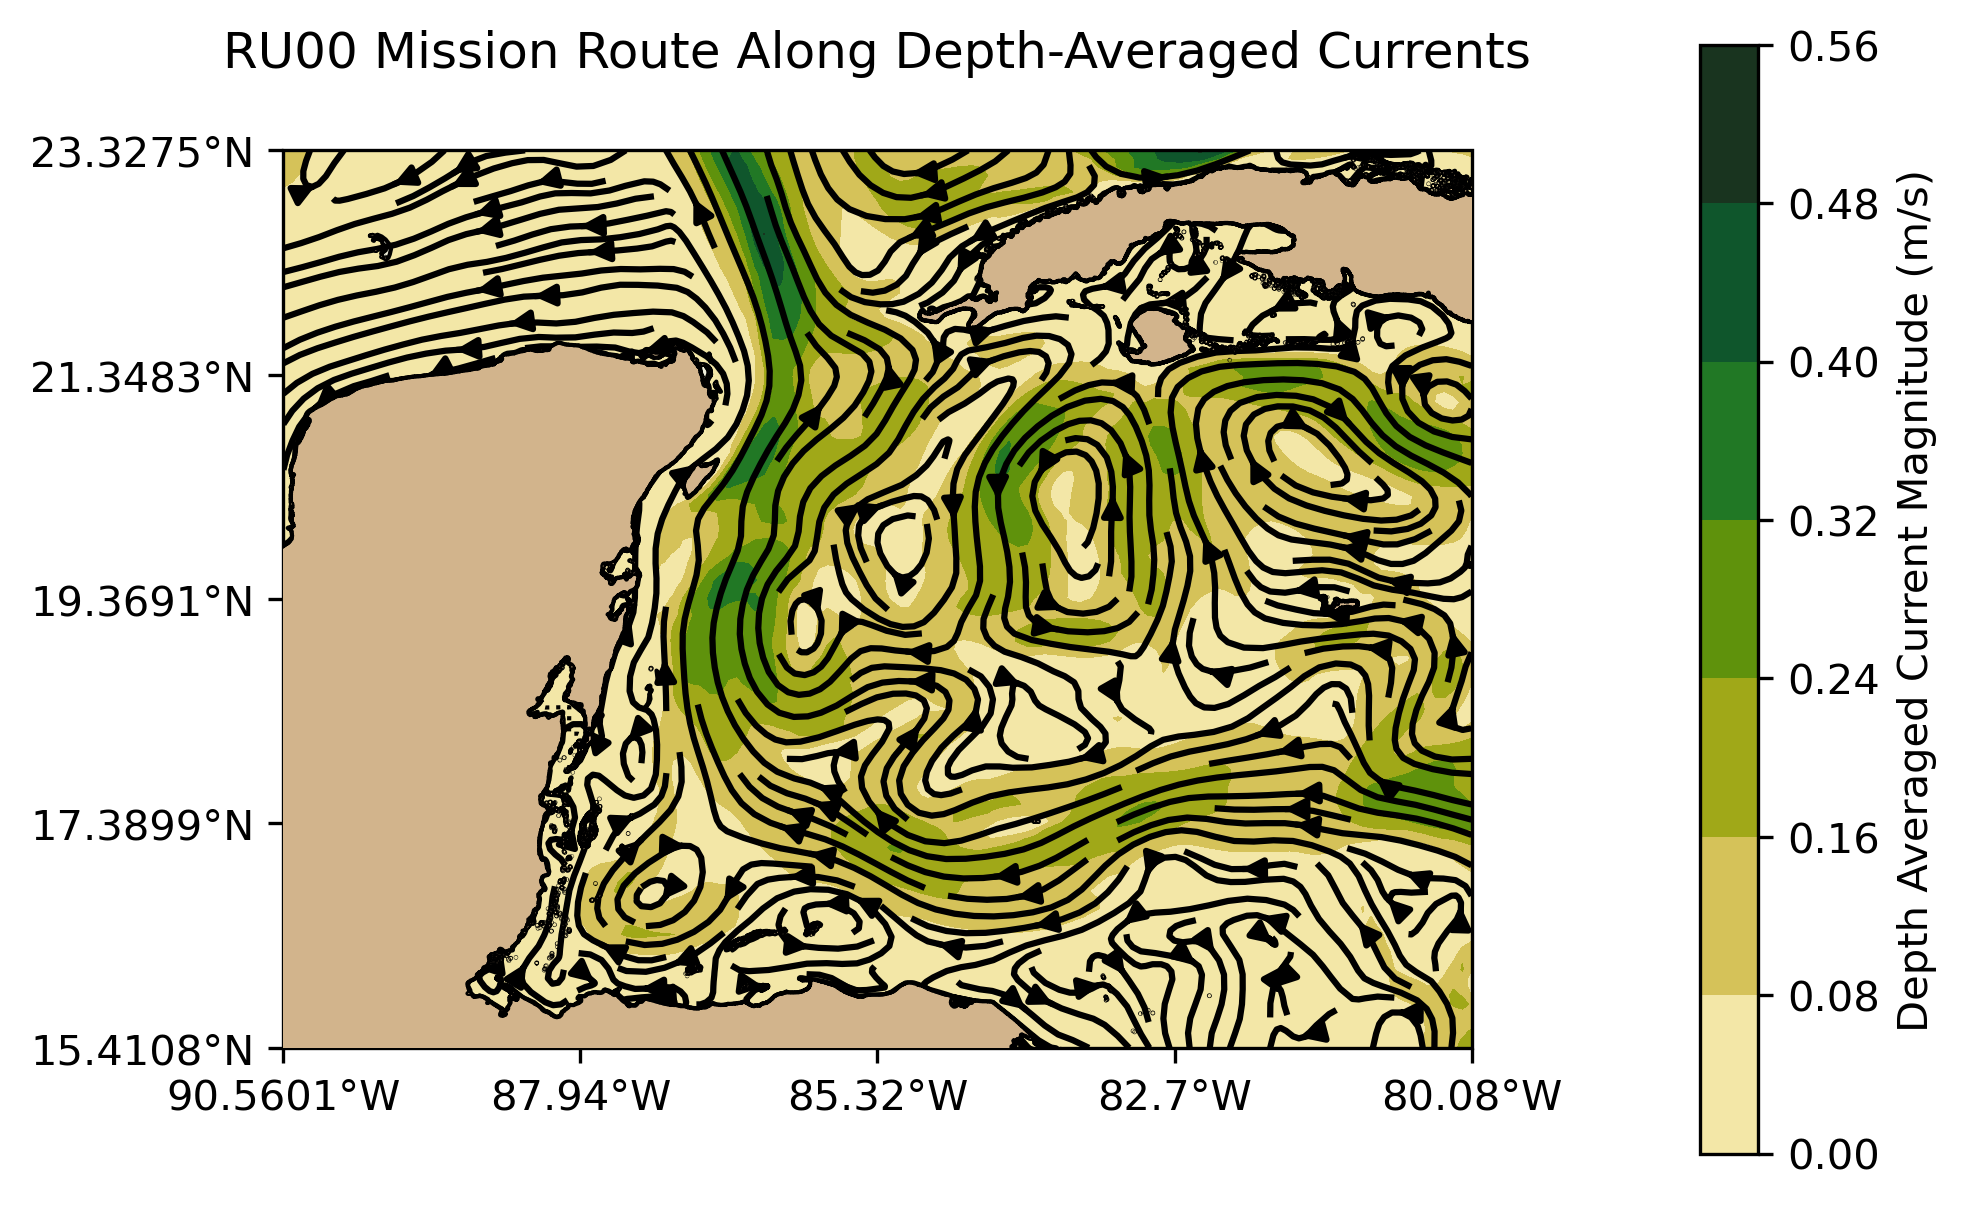 RU00 Mission Route Along Depth-Averaged Currents
23.3275°N
21.3483°N
19.3691°N
17.3899°N
15.4108°N
90.5601°W
87.94°W
85.32°W
82.7°W
80.08°W
0.56
0.48
0.40
0.32
0.24
0.16
0.08
0.00
Depth Averaged Current Magnitude (m/s)